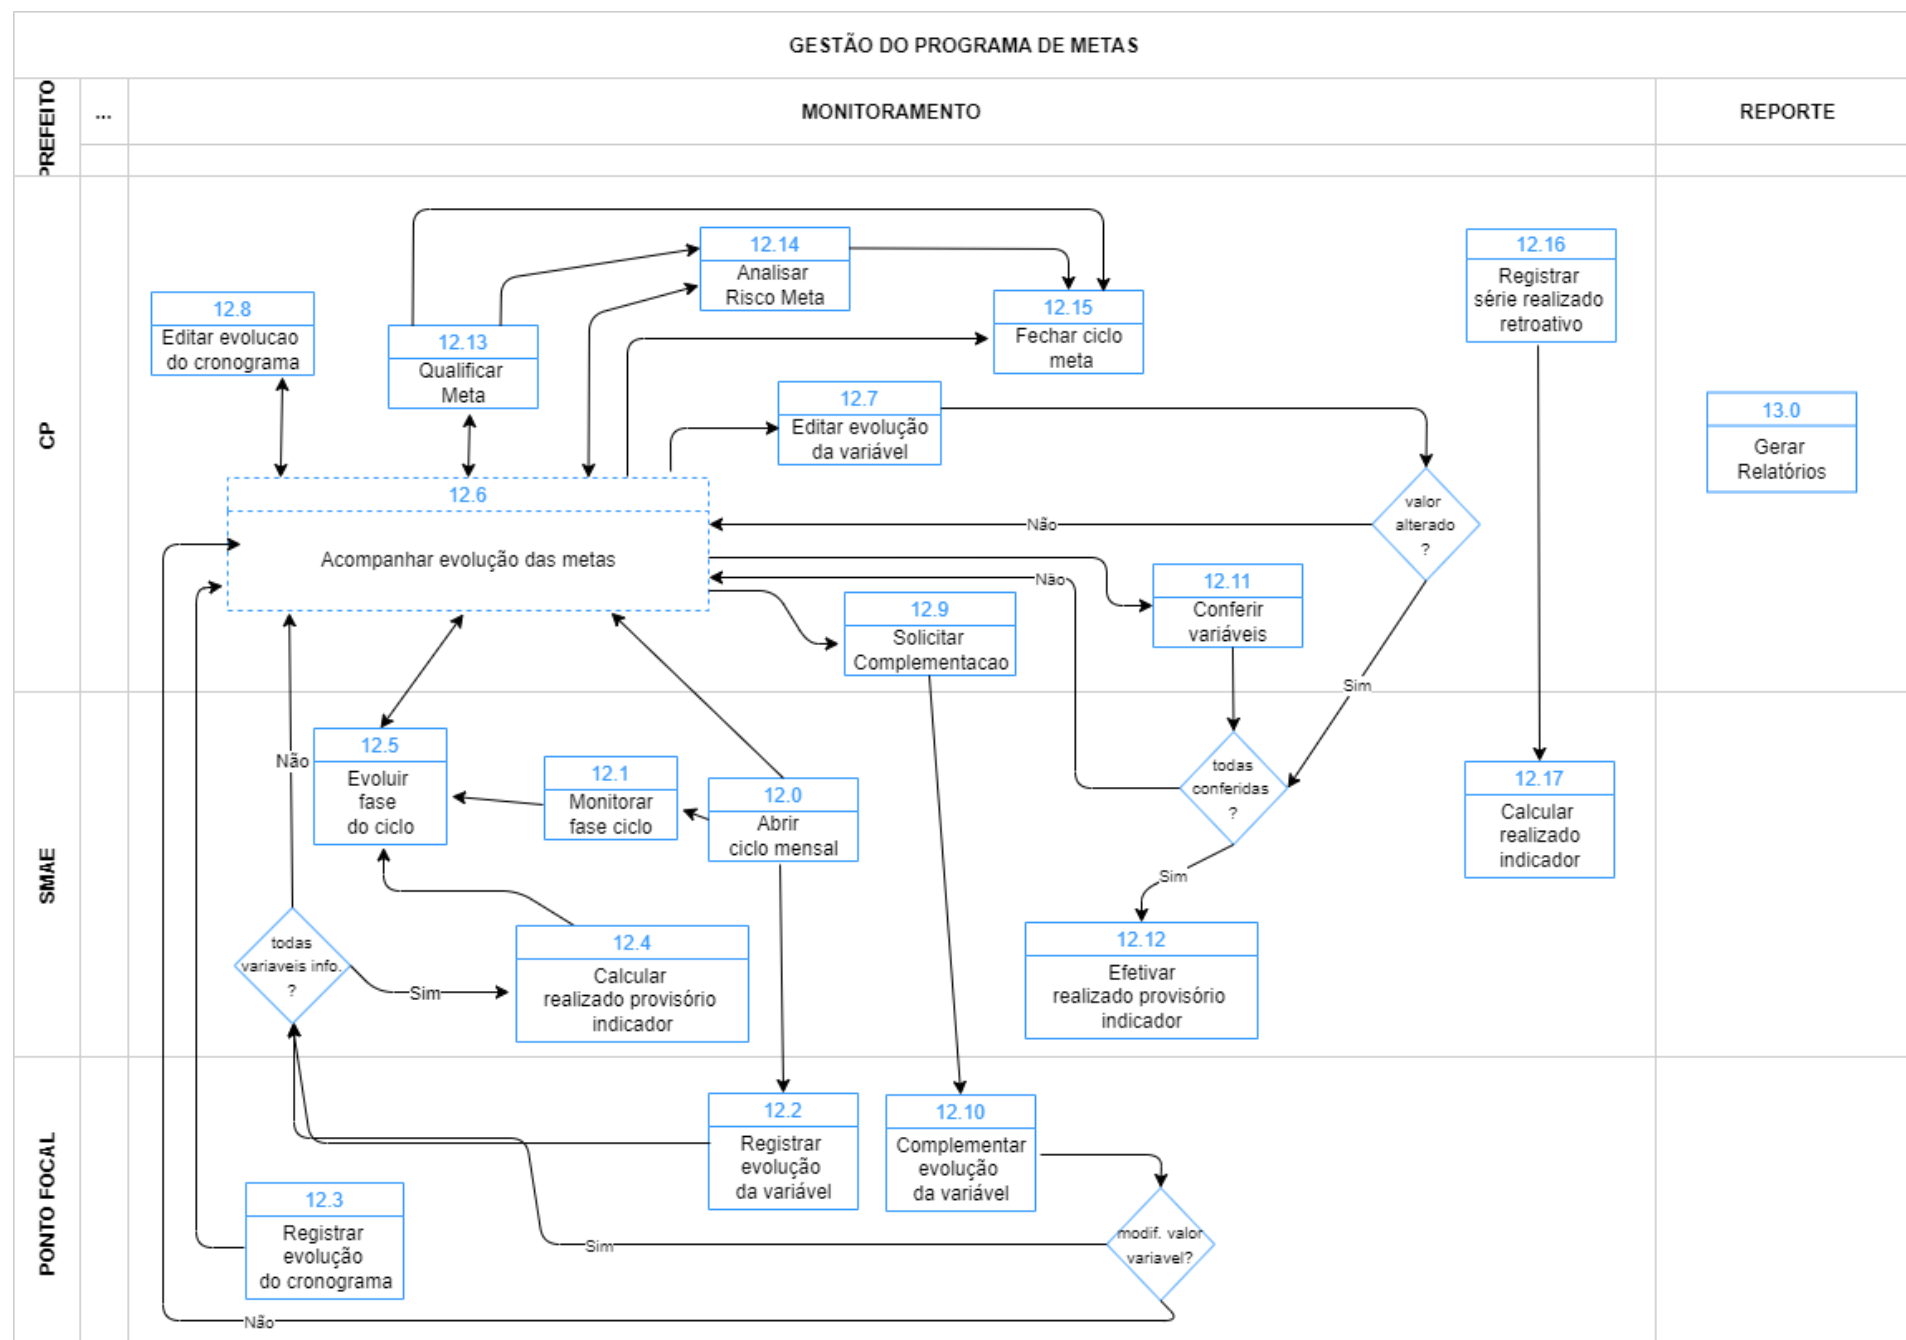 GESTÃO DO PROGRAMA DE METAS
PREFEITO
...
MONITORAMENTO
REPORTE
CP
12.8
Editar evolucao
do cronograma
12.13
Qualificar
Meta
12.14
Analisar
Risco Meta
12.15
Fechar ciclo
meta
12.16
Registrar
série realizado
retroativo
12.7
Editar evolução
da variável
13.0
Gerar
Relatórios
12.6
Acompanhar evolução das metas
valor
alterado
?
Não
Não
12.11
Conferir
variáveis
12.9
Solicitar
Complementacao
Sim
SMAE
Não
12.5
Evoluir
fase
do ciclo
12.1
Monitorar
fase ciclo
12.0
Abrir
ciclo mensal
todas
conferidas
?
12.17
Calcular
realizado
indicador
Sim
todas
variaveis info.
?
Sim
12.4
Calcular
realizado provisório
indicador
12.12
Efetivar
realizado provisório
indicador
PONTO FOCAL
12.2
Registrar
evolução
da variável
12.10
Complementar
evolução
da variável
12.3
Registrar
evolução
do cronograma
Sim
modif. valor
variavel?
Não